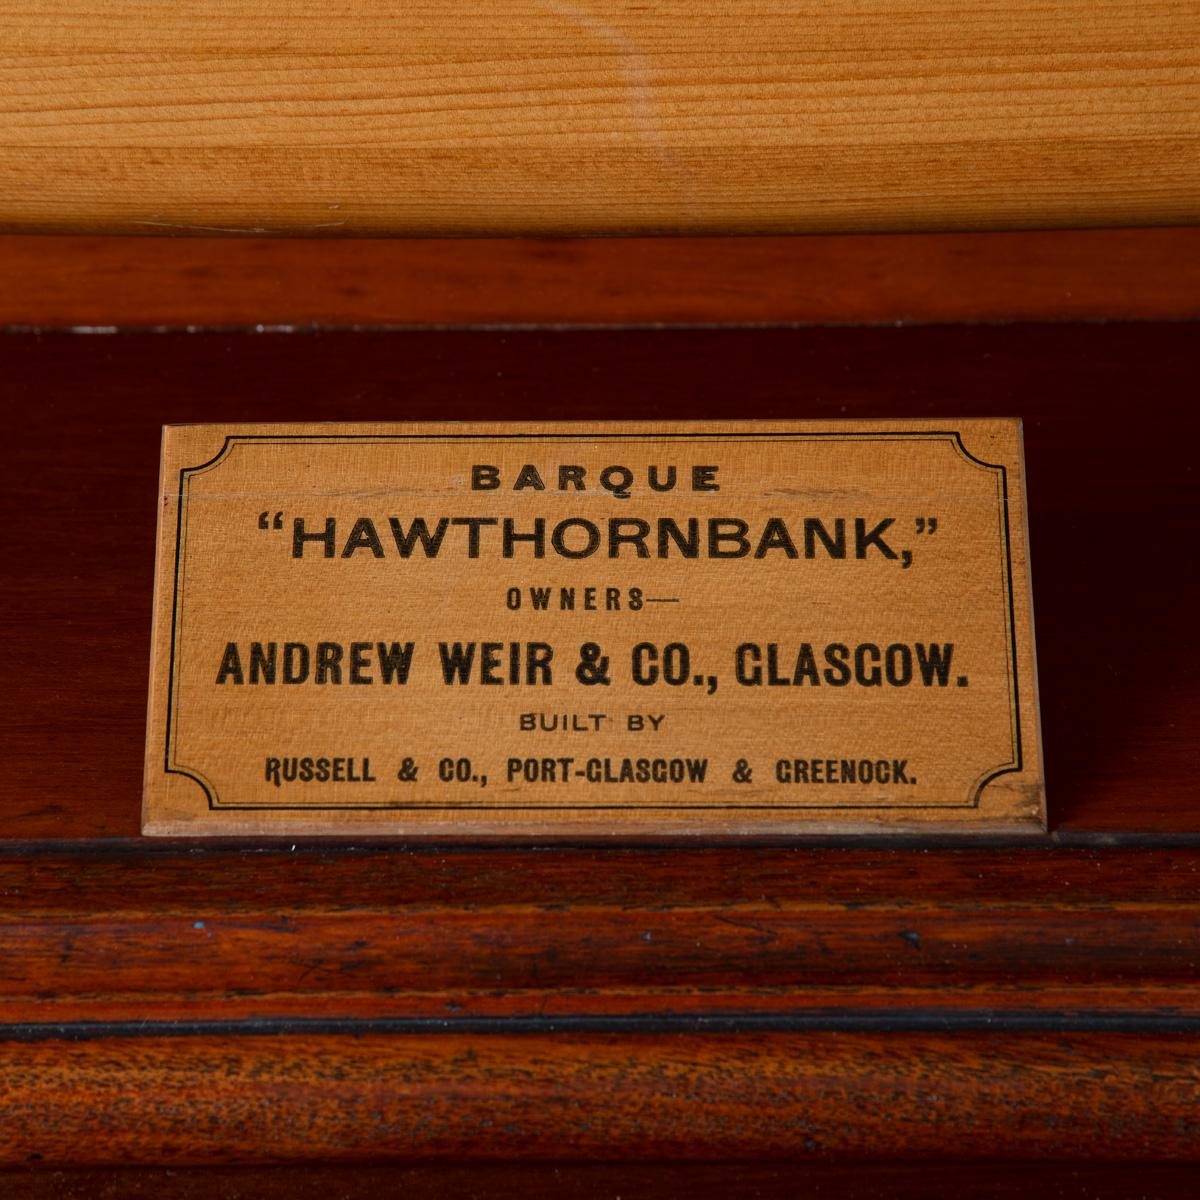 BARQUE
“HAWTHORNBANK,”
OWNERS—
ANDREW WEIR & CO., GLASGOW.
BUILT BY
RUSSELL & CO., PORT-GLASGOW & GREENOCK.